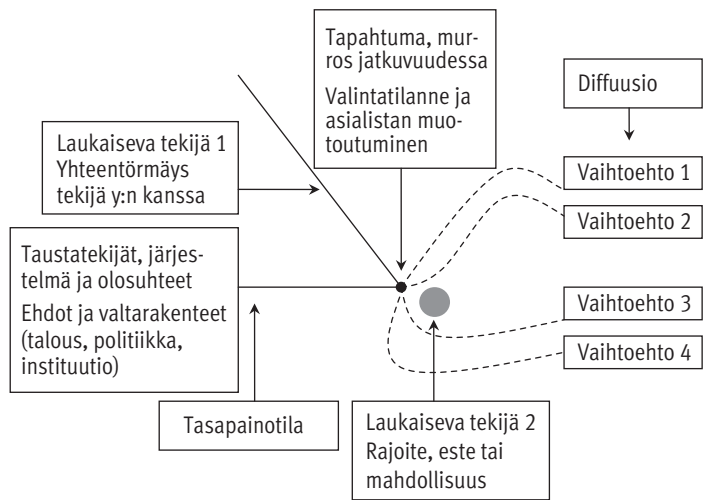 Tapahtuma, mur-
ros jatkuvuudessa
Valintatilanne ja
asialistan muo-
toutuminen
Diffuusio
Laukaiseva tekijä 1
Yhteentörmäys
tekijä y:n kanssa
Vaihtoehto 1
Vaihtoehto 2
Taustatekijät, järjes-
telmä ja olosuhteet
Ehdot ja valtarakenteet
(talous, politiikka,
instituutio)
Vaihtoehto 3
Vaihtoehto 4
Tasapainotila
Laukaiseva tekijä 2
Rajoite, este tai
mahdollisuus